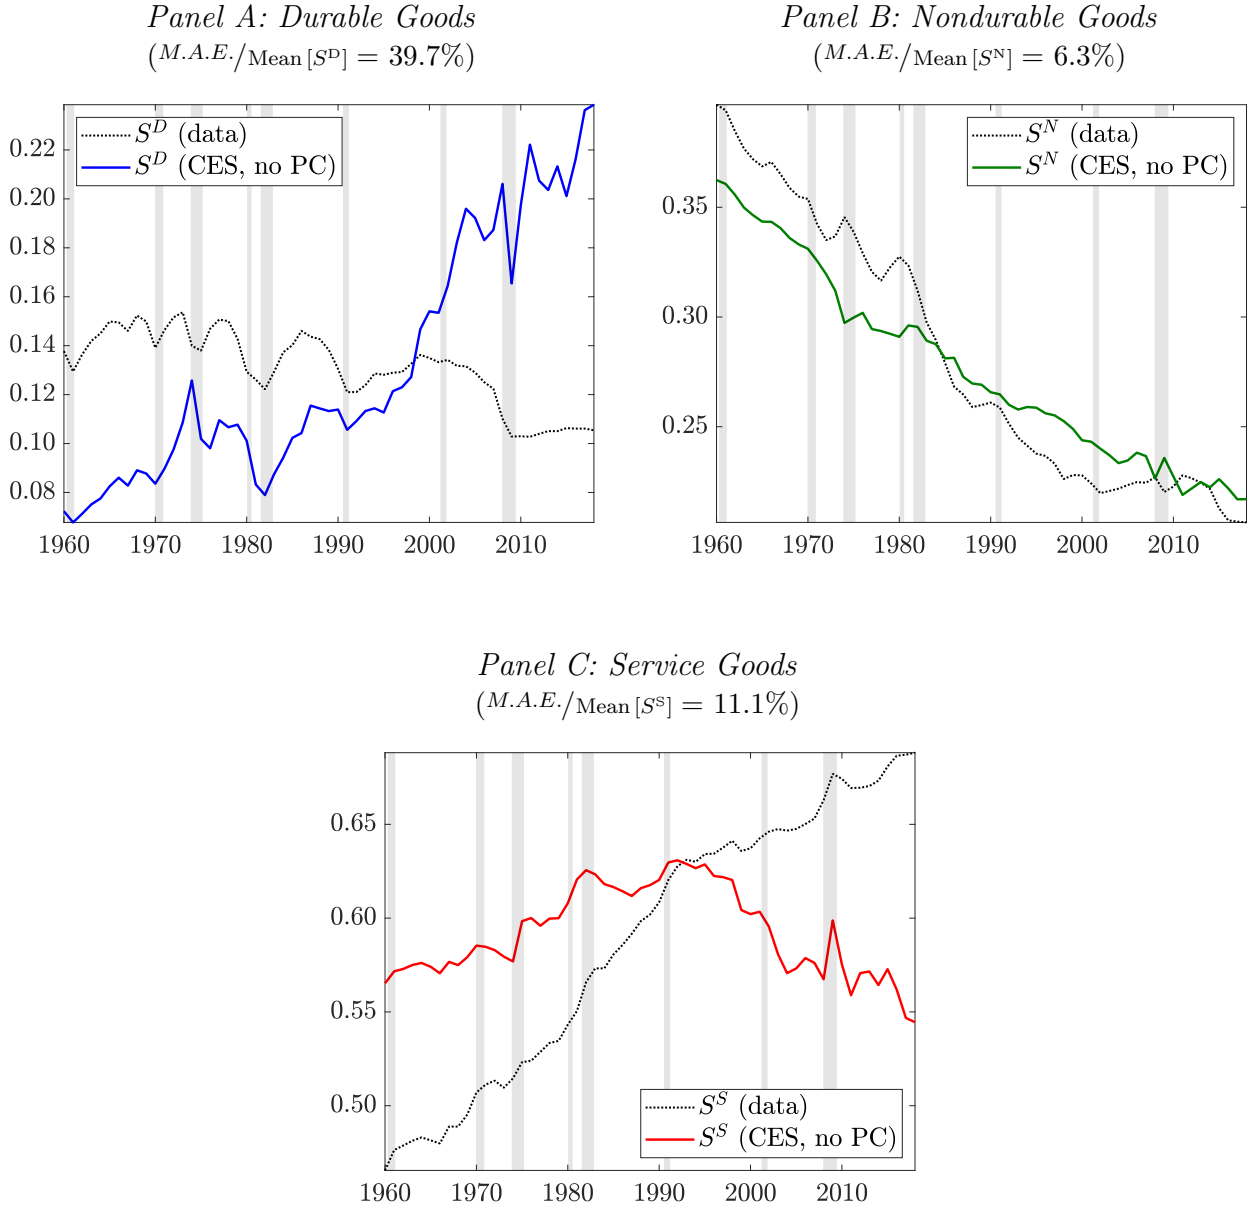 Panel A: Durable Goods
(M.A.E./Mean [S^D] = 39.7%)
S^D (data)
S^D (CES, no PC)
0.22
0.20
0.18
0.16
0.14
0.12
0.10
0.08
1960 1970 1980 1990 2000 2010
Panel B: Nondurable Goods
(M.A.E./Mean [S^N] = 6.3%)
S^N (data)
S^N (CES, no PC)
0.35
0.30
0.25
1960 1970 1980 1990 2000 2010
Panel C: Service Goods
(M.A.E./Mean [S^S] = 11.1%)
0.65
0.60
0.55
0.50
S^S (data)
S^S (CES, no PC)
1960 1970 1980 1990 2000 2010